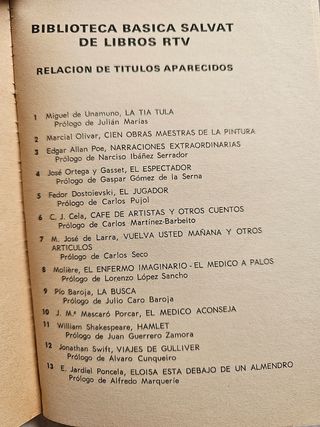 BIBLIOTECA BASICA SALVAT
DE LIBROS RTV
RELACION DE TITULOS APARECIDOS
1 Miguel de Unamuno, LA TIA TULA
Prólogo de Julián Marías
2 Marcial Olivar, CIEN OBRAS MAESTRAS DE LA PINTURA
3 Edgar Allan Poe, NARRACIONES EXTRAORDINARIAS
Prólogo de Narciso Ibáñez Serrador
4 José Ortega y Gasset, EL ESPECTADOR
Prólogo de Gaspar Gómez de la Serna
5 Fedor Dostoievski, EL JUGADOR
Prólogo de Carlos Pujol
6 C. J. Cela, CAFE DE ARTISTAS Y OTROS CUENTOS
Prólogo de Carlos Martínez-Barbeito
7 M. José de Larra, VUELVA USTED MAÑANA Y OTROS
ARTICULOS
Prólogo de Carlos Seco
8 Molière, EL ENFERMO IMAGINARIO - EL MEDICO A PALOS
Prólogo de Lorenzo López Sancho
9 Pío Baroja, LA BUSCA
Prólogo de Julio Caro Baroja
10 J. Mª Mascaró Porcar, EL MEDICO ACONSEJA
11 William Shakespeare, HAMLET
Prólogo de Juan Guerrero Zamora
12 Jonathan Swift, VIAJES DE GULLIVER
Prólogo de Alvaro Cunqueiro
13 E. Jardiel Poncela, ELOISA ESTA DEBAJO DE UN ALMENDRO
Prólogo de Alfredo Marquerie